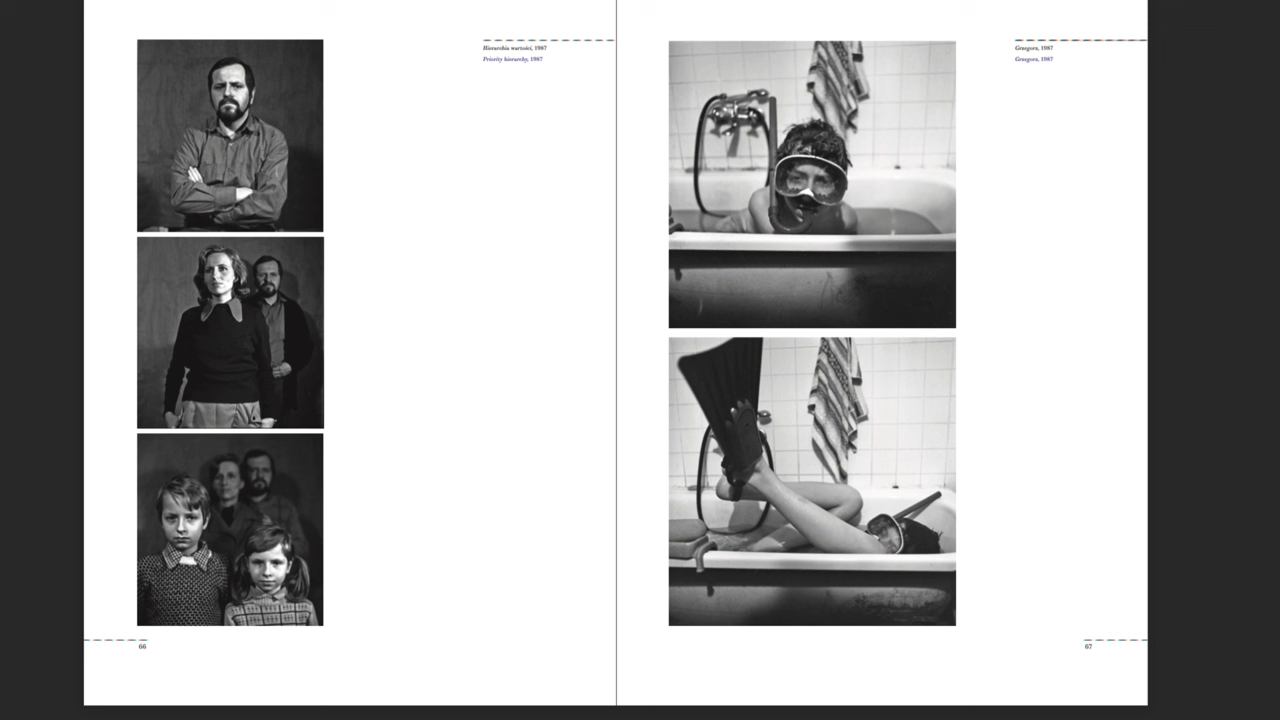 Hierarchia wartości, 1987
Priority hierarchy, 1987
66
Grzegorz, 1987
Grzegorz, 1987
67